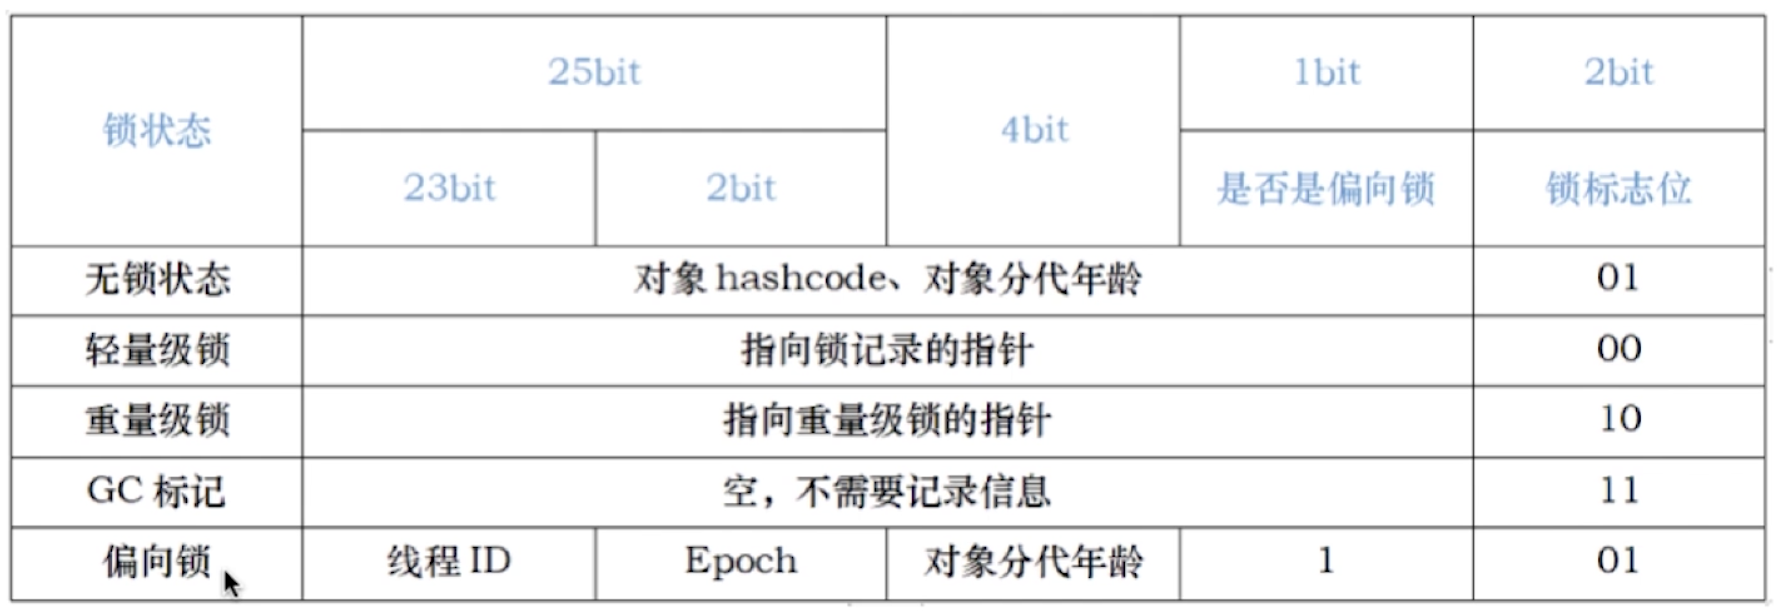 锁状态
25bit
4bit
1bit
2bit
23bit
2bit
是否是偏向锁
锁标志位
无锁状态
对象 hashcode、对象分代年龄
01
轻量级锁
指向锁记录的指针
00
重量级锁
指向重量级锁的指针
10
GC 标记
空，不需要记录信息
11
偏向锁
线程 ID
Epoch
对象分代年龄
1
01